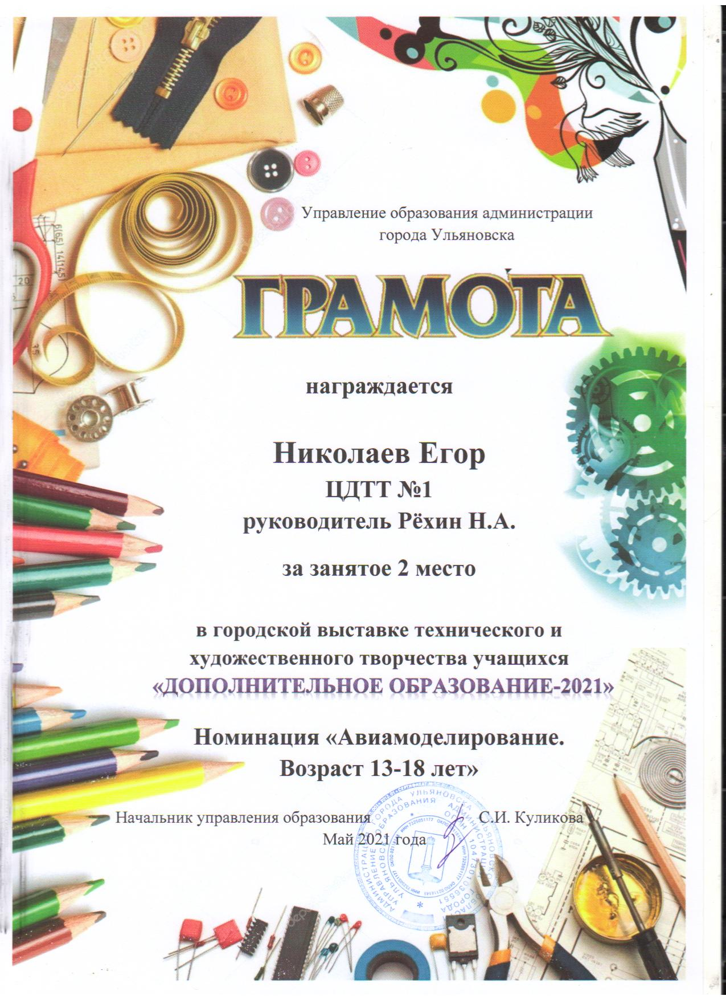 Управление образования администрации
города Ульяновска
ГРАМОТА
награждается
Николаев Егор
ЦДТТ №1
руководитель Рёхин Н.А.
за занятое 2 место
в городской выставке технического и
художественного творчества учащихся
«ДОПОЛНИТЕЛЬНОЕ ОБРАЗОВАНИЕ-2021»
Номинация «Авиамоделирование.
Возраст 13-18 лет»
Начальник управления образования С.И. Куликова
Май 2021 года